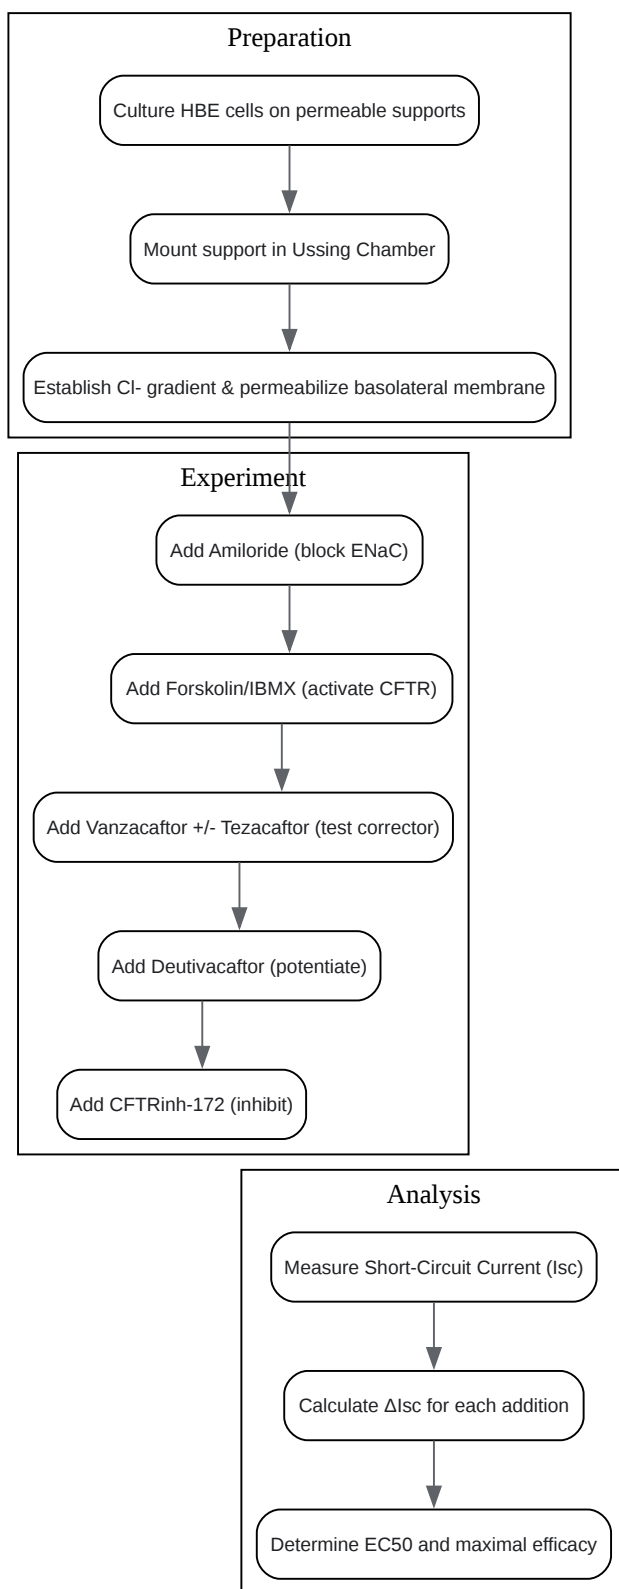 Preparation
Culture HBE cells on permeable supports
Mount support in Ussing Chamber
Establish Cl- gradient & permeabilize basolateral membrane
Experiment
Add Amiloride (block ENaC)
Add Forskolin/IBMX (activate CFTR)
Add Vanzacaftor +/- Tezacaftor (test corrector)
Add Deutivacaftor (potentiate)
Add CFTRinh-172 (inhibit)
Analysis
Measure Short-Circuit Current (Isc)
Calculate ΔIsc for each addition
Determine EC50 and maximal efficacy